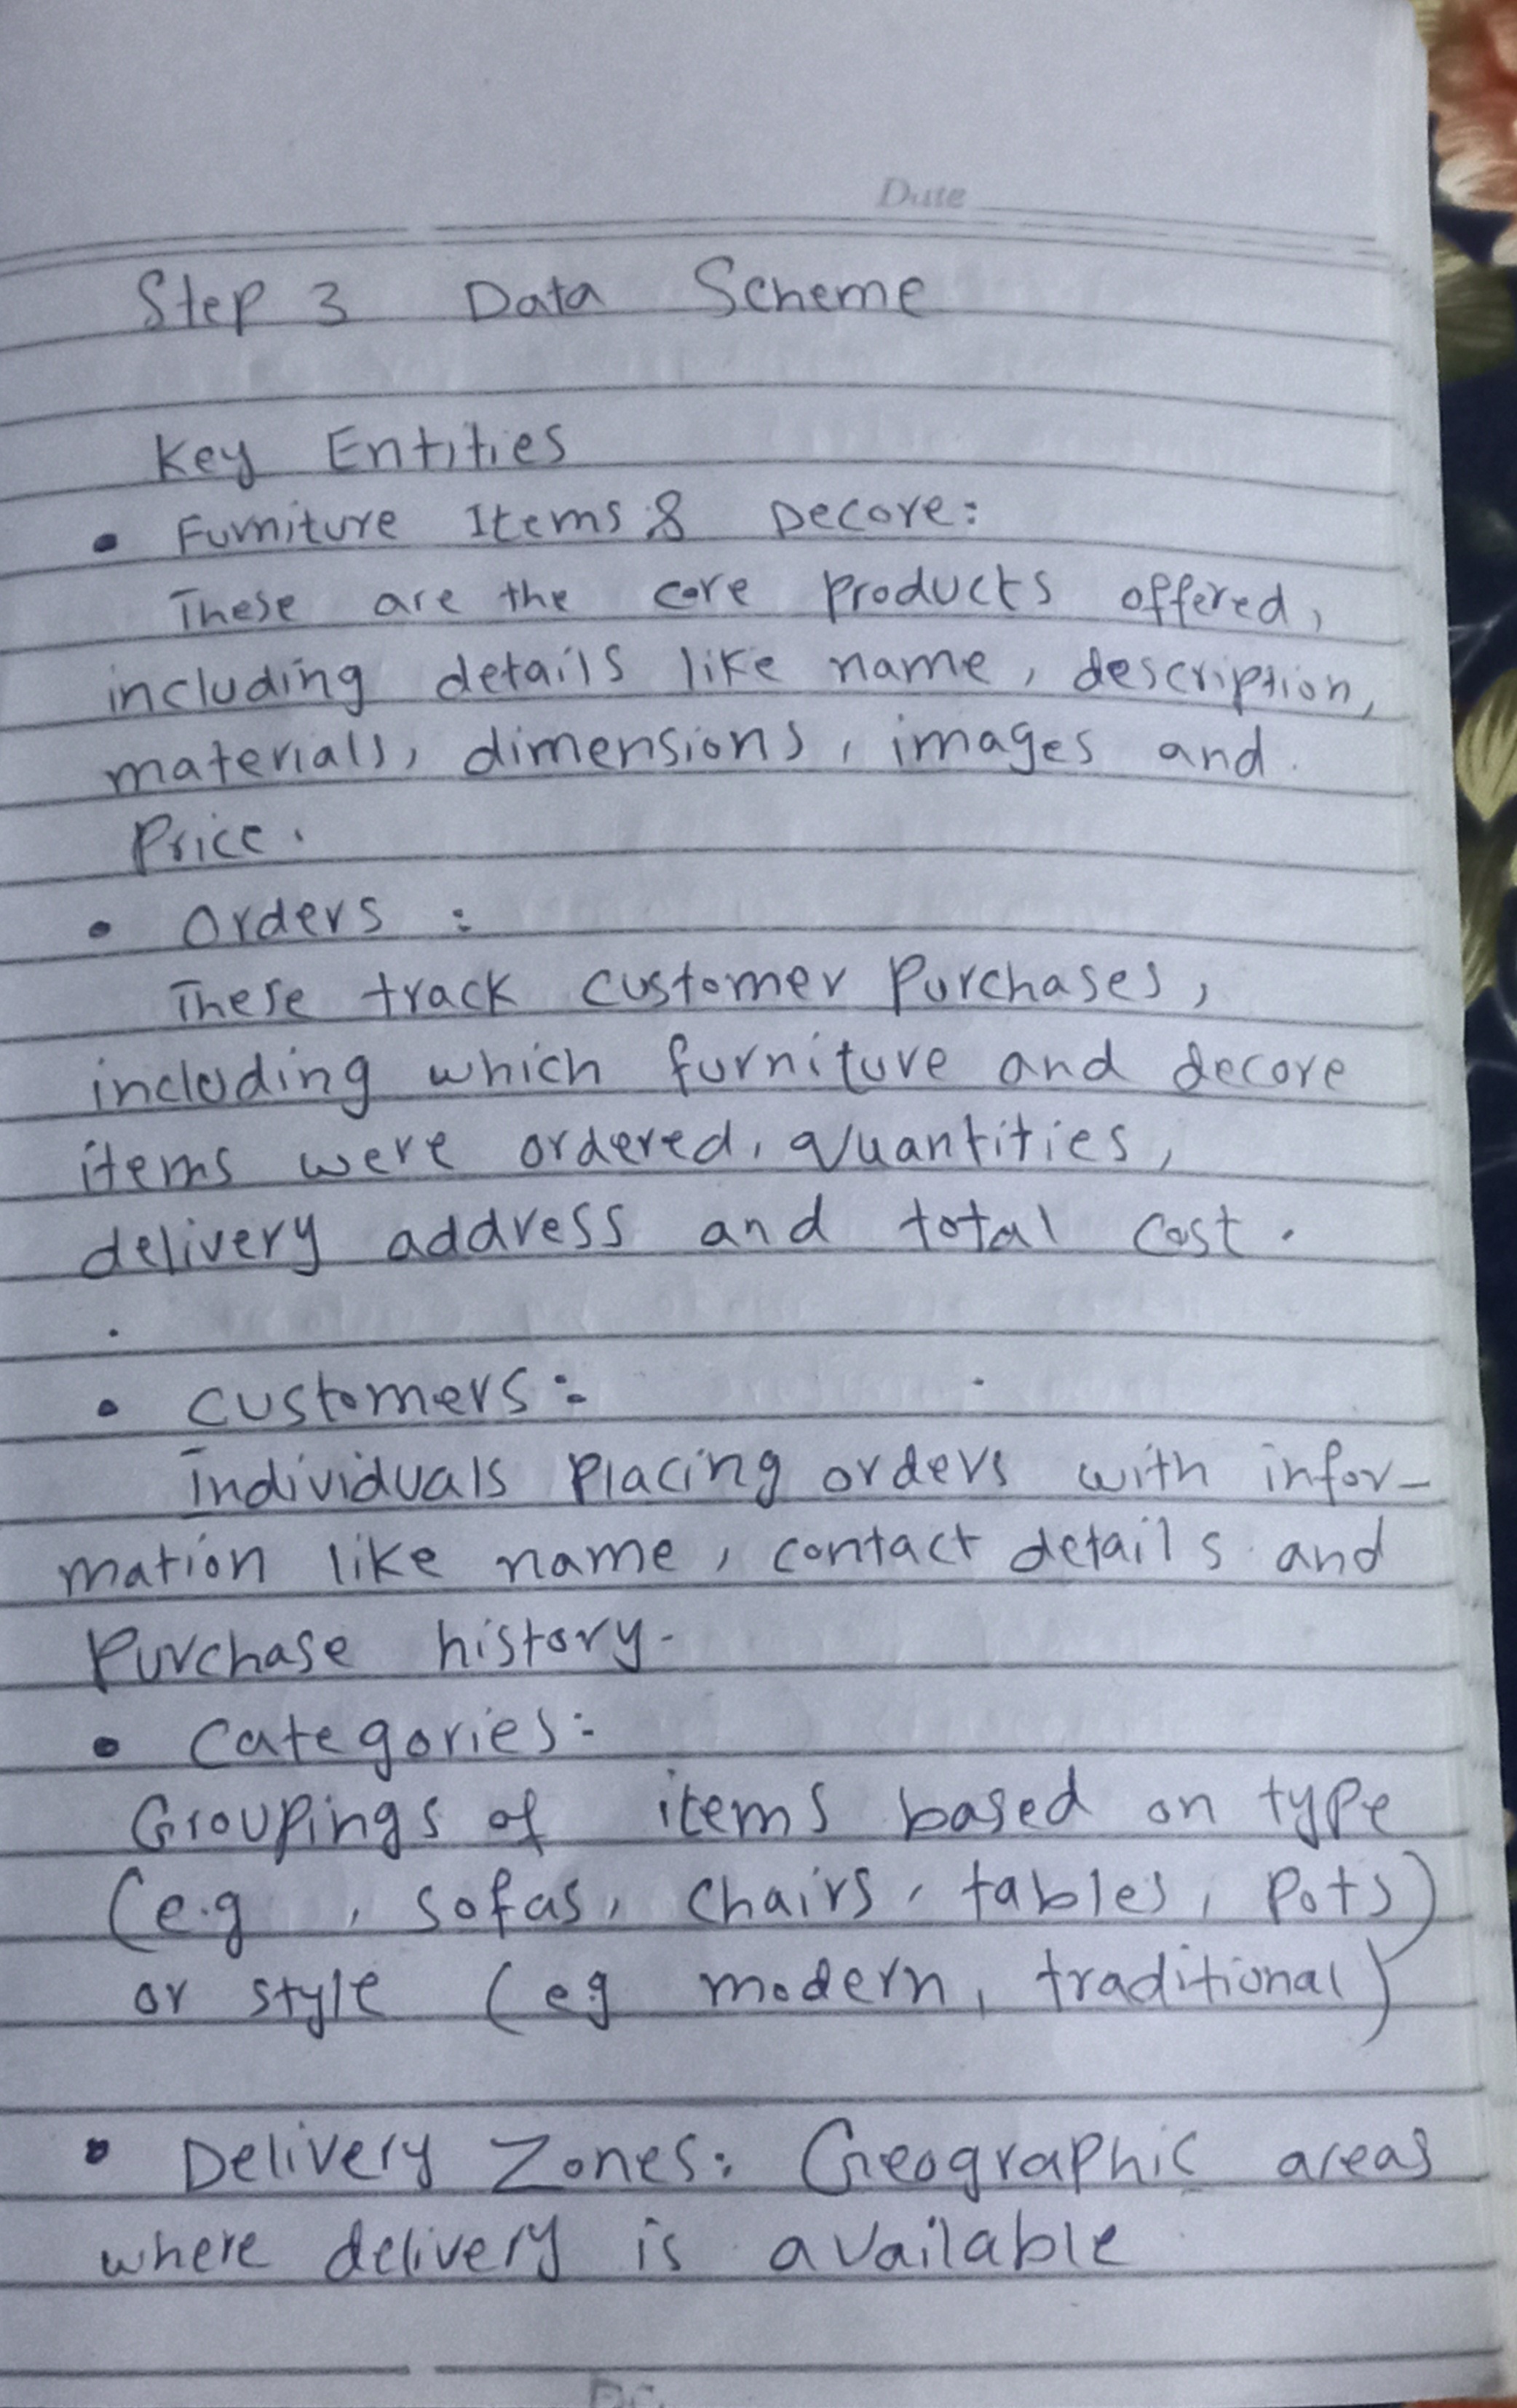 Date
Step 3 Data Scheme
Key Entities
• Furniture Items & Decore:
These are the core products offered,
including details like name, description,
materials, dimensions, images and
Price.
• Orders :
These track customer Purchases,
including which furniture and decore
items were ordered, quantities,
delivery address and total cost.
• customers:-
Individuals Placing orders with infor-
mation like name, contact details and
Purchase history.
• Categories:-
Groupings of items based on type
(e.g , sofas, chairs, tables, Pots)
or style (eg modern, traditional)
• Delivery Zones: Geographic areas
where delivery is available